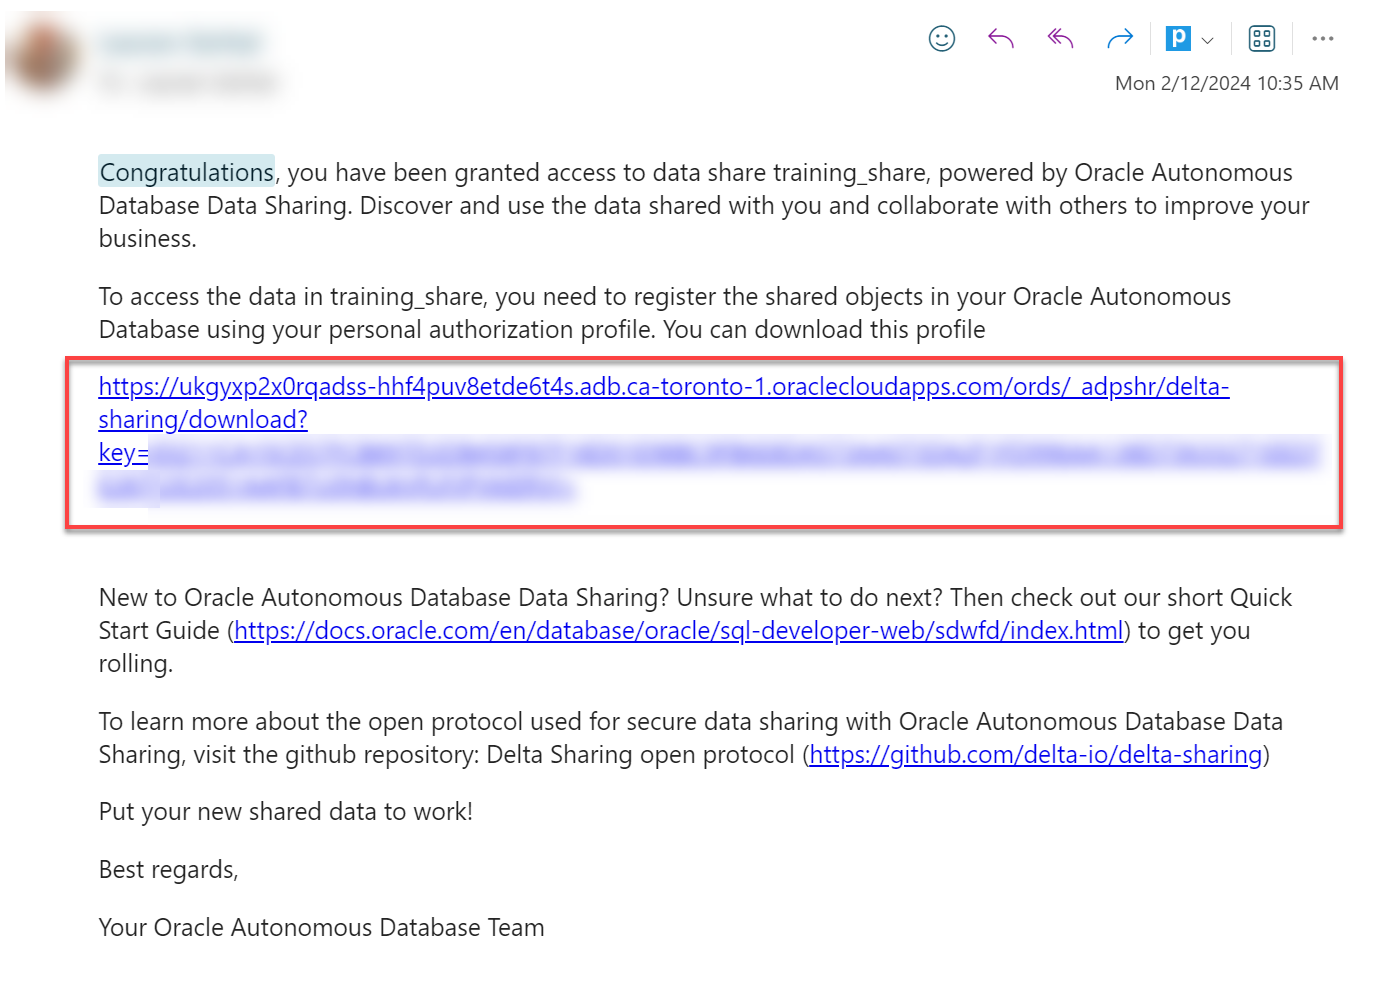 Mon 2/12/2024 10:35 AM
Congratulations, you have been granted access to data share training_share, powered by Oracle Autonomous
Database Data Sharing. Discover and use the data shared with you and collaborate with others to improve your
business.
To access the data in training_share, you need to register the shared objects in your Oracle Autonomous
Database using your personal authorization profile. You can download this profile
https://ukgyxp2x0rqadss-hhf4puv8etde6t4s.adb.ca-toronto-1.oraclecloudapps.com/ords/_adpshr/delta-
sharing/download?
key=
New to Oracle Autonomous Database Data Sharing? Unsure what to do next? Then check out our short Quick
Start Guide (https://docs.oracle.com/en/database/oracle/sql-developer-web/sdwfd/index.html) to get you
rolling.
To learn more about the open protocol used for secure data sharing with Oracle Autonomous Database Data
Sharing, visit the github repository: Delta Sharing open protocol (https://github.com/delta-io/delta-sharing)
Put your new shared data to work!
Best regards,
Your Oracle Autonomous Database Team